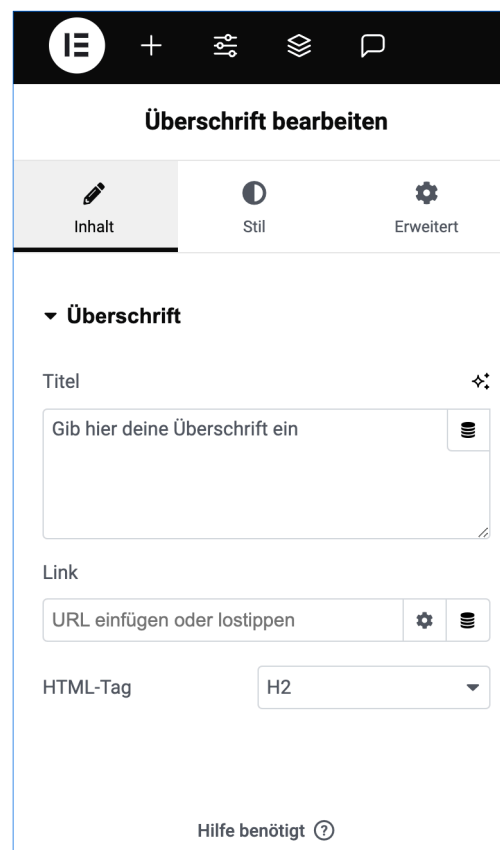 Überschrift bearbeiten
Inhalt
Stil
Erweitert
Überschrift
Titel
Gib hier deine Überschrift ein
Link
URL einfügen oder lostippen
HTML-Tag
H2
Hilfe benötigt